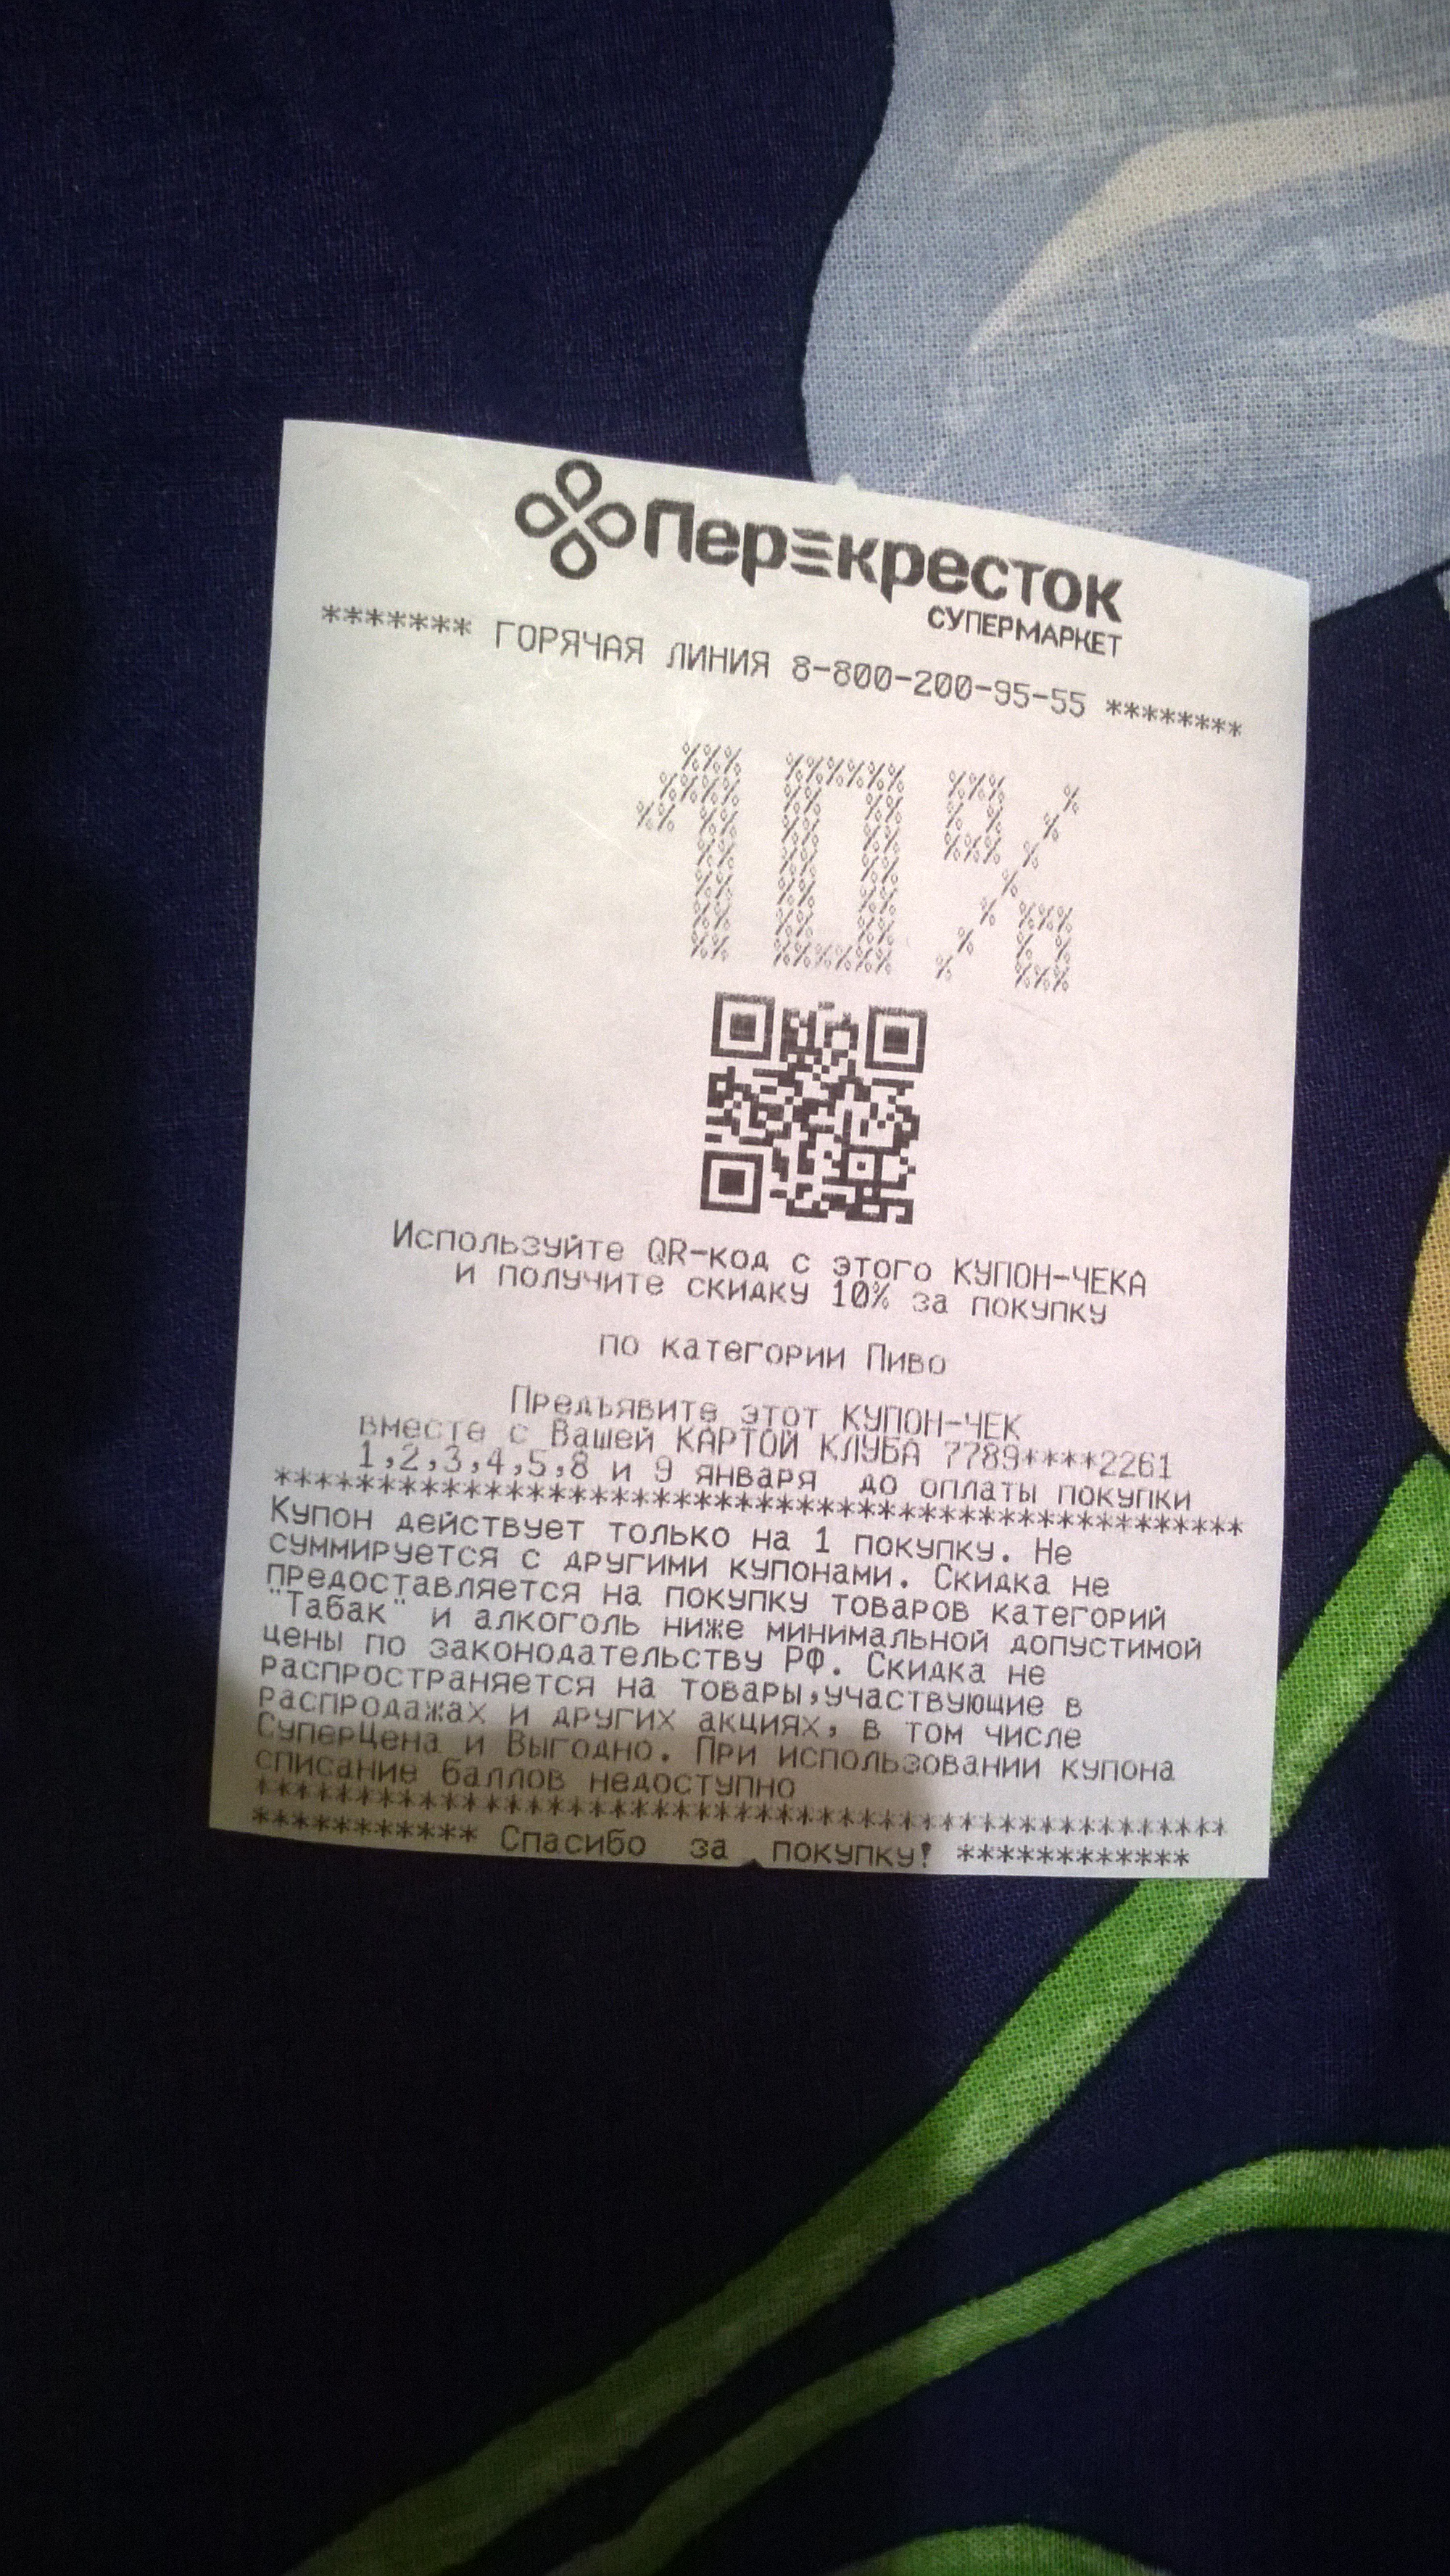 Перекресток
СУПЕРМАРКЕТ
******* ГОРЯЧАЯ ЛИНИЯ 8-800-200-95-55 ********
10%
Используйте QR-код с этого КУПОН-ЧЕКА
и получите скидку 10% за покупку
по категории Пиво
Предъявите этот КУПОН-ЧЕК
вместе с Вашей КАРТОЙ КЛУБА 7789****2261
1,2,3,4,5,8 и 9 января до оплаты покупки
************************************************
Купон действует только на 1 покупку. Не
суммируется с другими купонами. Скидка не
предоставляется на покупку товаров категорий
"Табак" и алкоголь ниже минимальной допустимой
цены по законодательству РФ. Скидка не
распространяется на товары,участвующие в
распродажах и других акциях, в том числе
СуперЦена и Выгодно. При использовании купона
списание баллов недоступно
************************************************
*********** Спасибо за покупку! ************